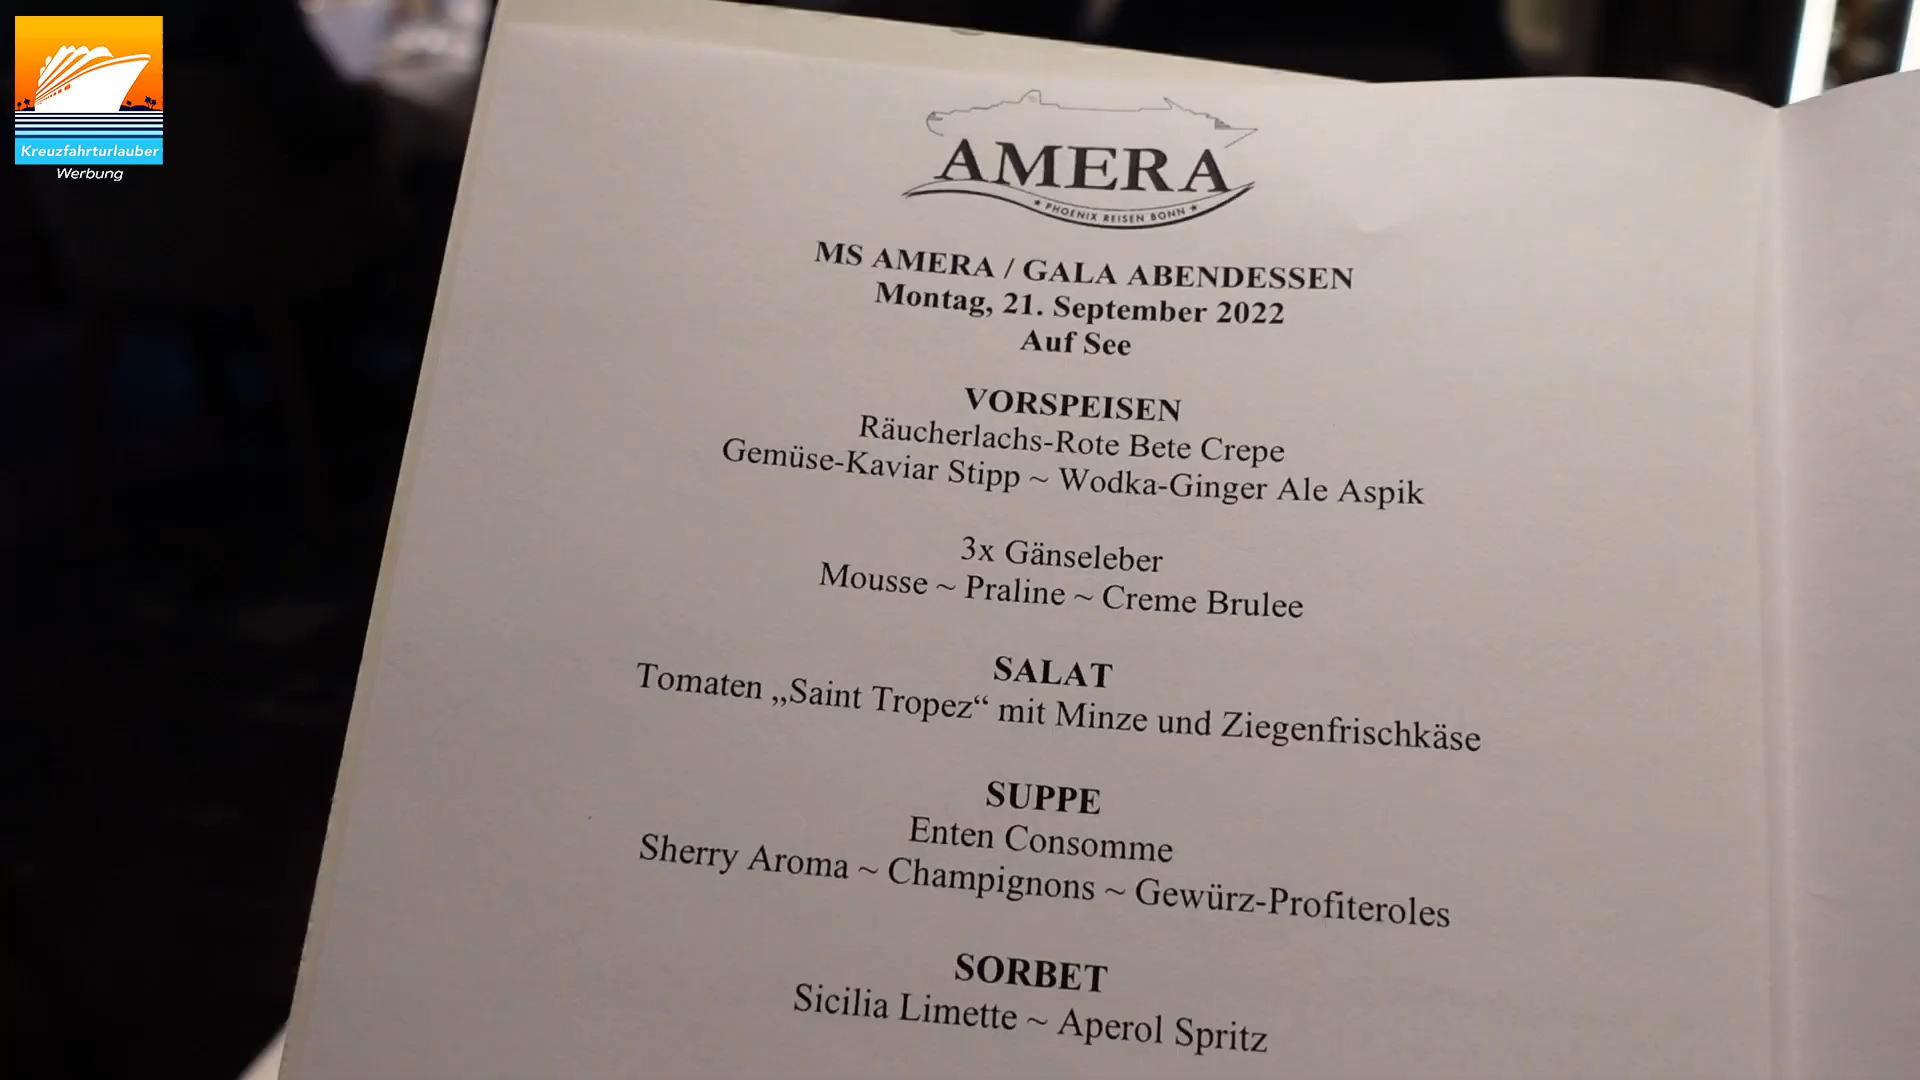 Kreuzfahrturlauber
Werbung
AMERA
★ PHOENIX REISEN BONN ★
MS AMERA / GALA ABENDESSEN
Montag, 21. September 2022
Auf See
VORSPEISEN
Räucherlachs-Rote Bete Crepe
Gemüse-Kaviar Stipp ~ Wodka-Ginger Ale Aspik
3x Gänseleber
Mousse ~ Praline ~ Creme Brulee
SALAT
Tomaten „Saint Tropez“ mit Minze und Ziegenfrischkäse
SUPPE
Enten Consomme
Sherry Aroma ~ Champignons ~ Gewürz-Profiteroles
SORBET
Sicilia Limette ~ Aperol Spritz